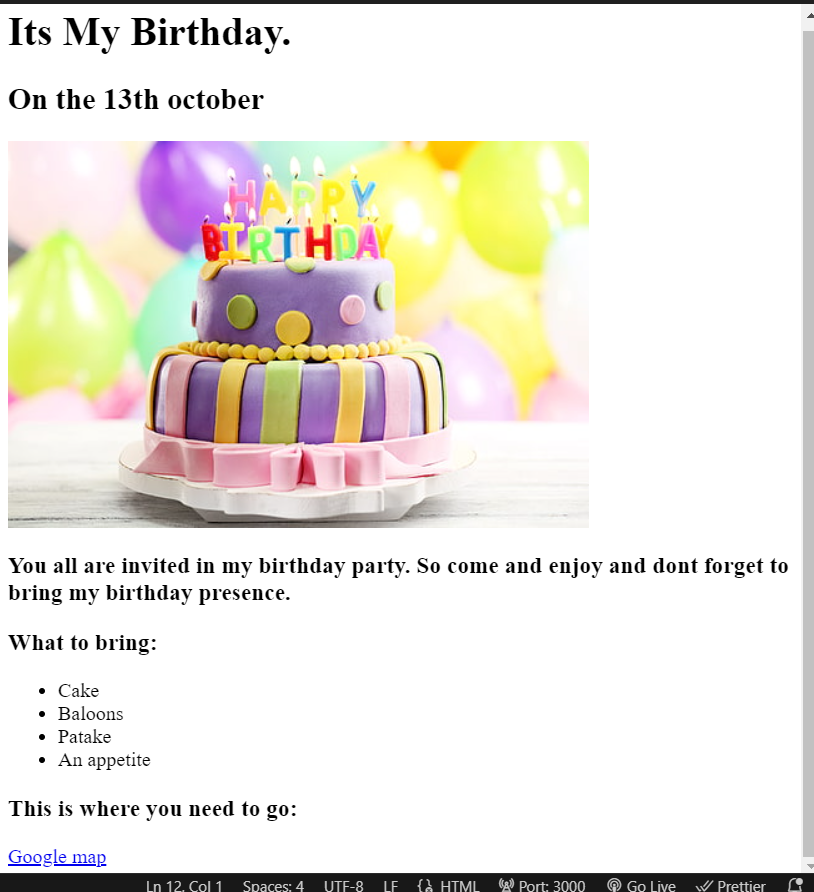 Its My Birthday.
On the 13th october
HAPPY
BIRTHDAY
You all are invited in my birthday party. So come and enjoy and dont forget to
bring my birthday presence.
What to bring:
Cake
Baloons
Patake
An appetite
This is where you need to go:
Google map
Ln 12, Col 1 Spaces: 4 UTF-8 LF HTML Port: 3000 Go Live Prettier